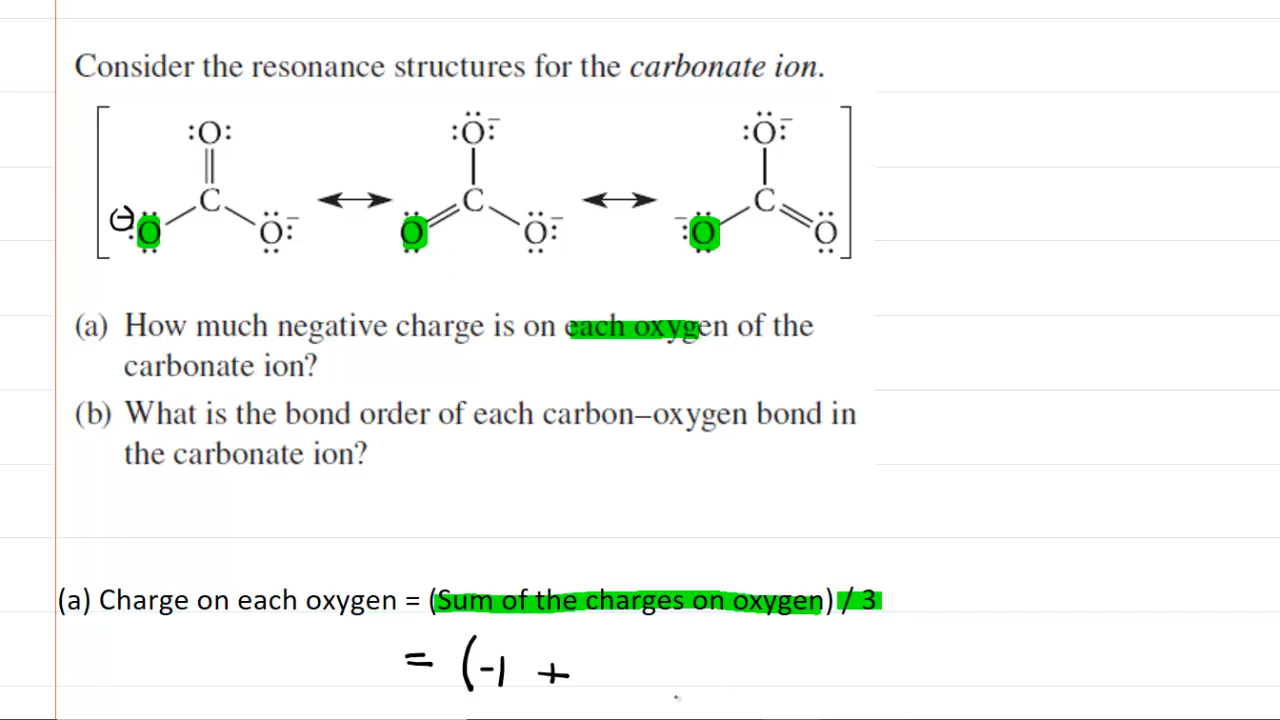 Consider the resonance structures for the carbonate ion.
:O: :Ö:⁻ :Ö:⁻
C C C
⊖ :Ö Ö:⁻ Ö Ö:⁻ ⁻:Ö Ö
(a) How much negative charge is on each oxygen of the
carbonate ion?
(b) What is the bond order of each carbon–oxygen bond in
the carbonate ion?
(a) Charge on each oxygen = (Sum of the charges on oxygen) / 3
= (-1 +